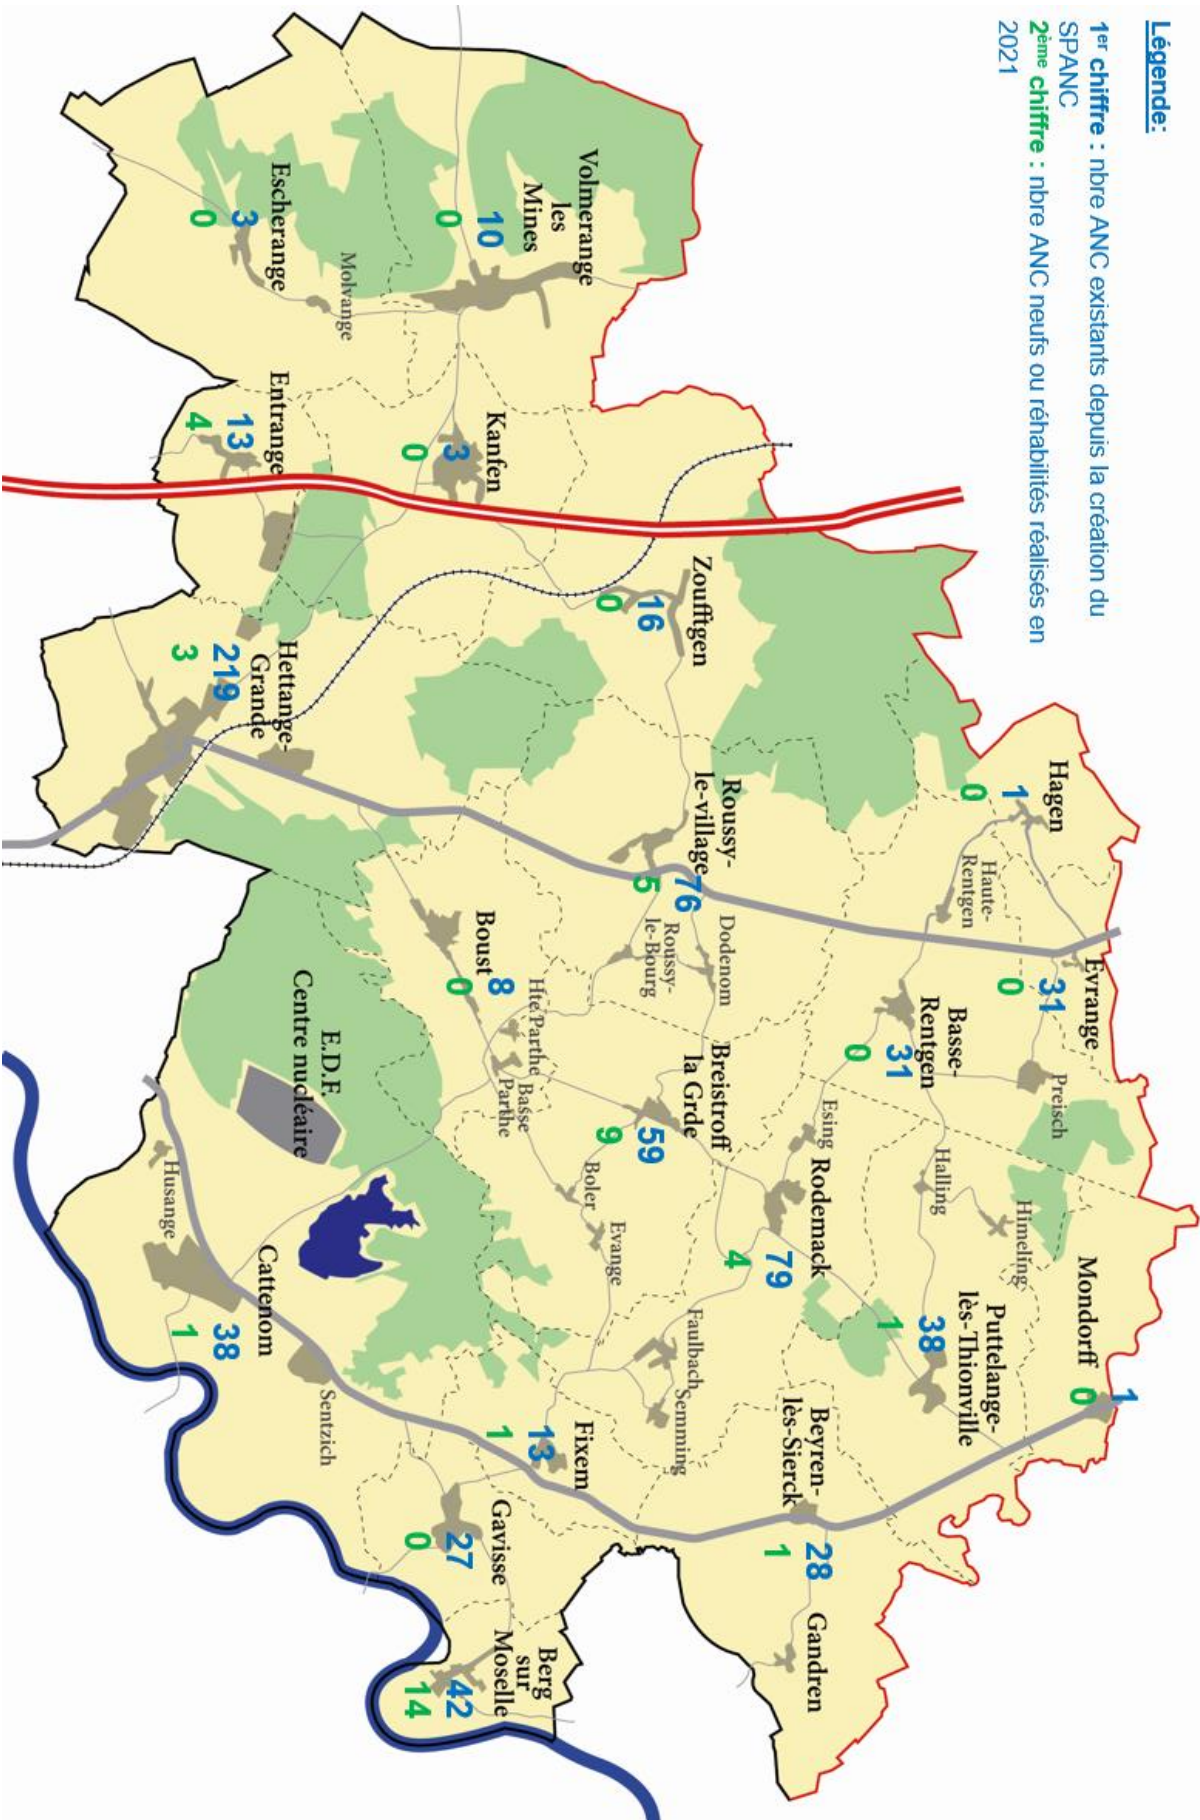 Légende:
1er chiffre : nbre ANC existants depuis la création du
SPANC
2ème chiffre : nbre ANC neufs ou réhabilités réalisés en
2021
Volmerange
les
Mines
10
0
Escherange
3
0
Molvange
Kanfen
3
0
Entrange
13
4
Zoufftgen
16
0
Hettange-
Grande
219
3
Hagen
1
0
Haute-
Rentgen
Evrange
31
0
Roussy-
le-village
76
5
Dodenom
Roussy-
le-Bourg
Basse-
Rentgen
31
0
Preisch
Boust
8
0
Hte Parthe
Basse
Parthe
Breistroff
la Grde
59
9
Esing
Rodemack
79
4
Halling
Himeling
Boler
Evange
E.D.F.
Centre nucléaire
Husange
Cattenom
38
1
Sentzich
Mondorff
1
0
Puttelange-
lès-Thionville
38
1
Faulbach
Semming
Beyren-
lès-Sierck
28
1
Gandren
Fixem
13
1
Gavisse
27
0
Berg
sur
Moselle
42
14